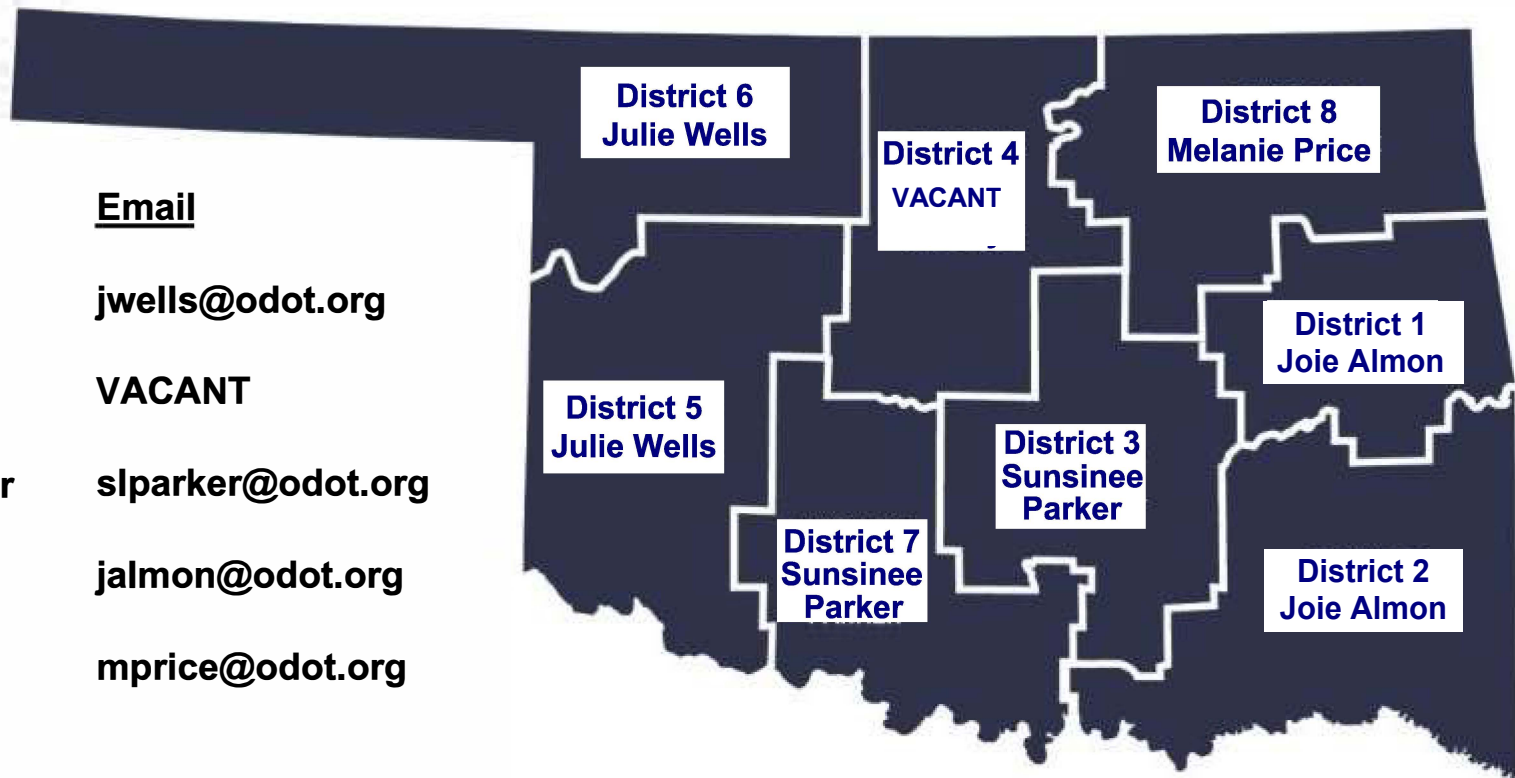 Email
jwells@odot.org
VACANT
r slparker@odot.org
jalmon@odot.org
mprice@odot.org
District 6
Julie Wells
District 4
VACANT
District 8
Melanie Price
District 1
Joie Almon
District 5
Julie Wells
District 3
Sunsinee
Parker
District 7
Sunsinee
Parker
District 2
Joie Almon